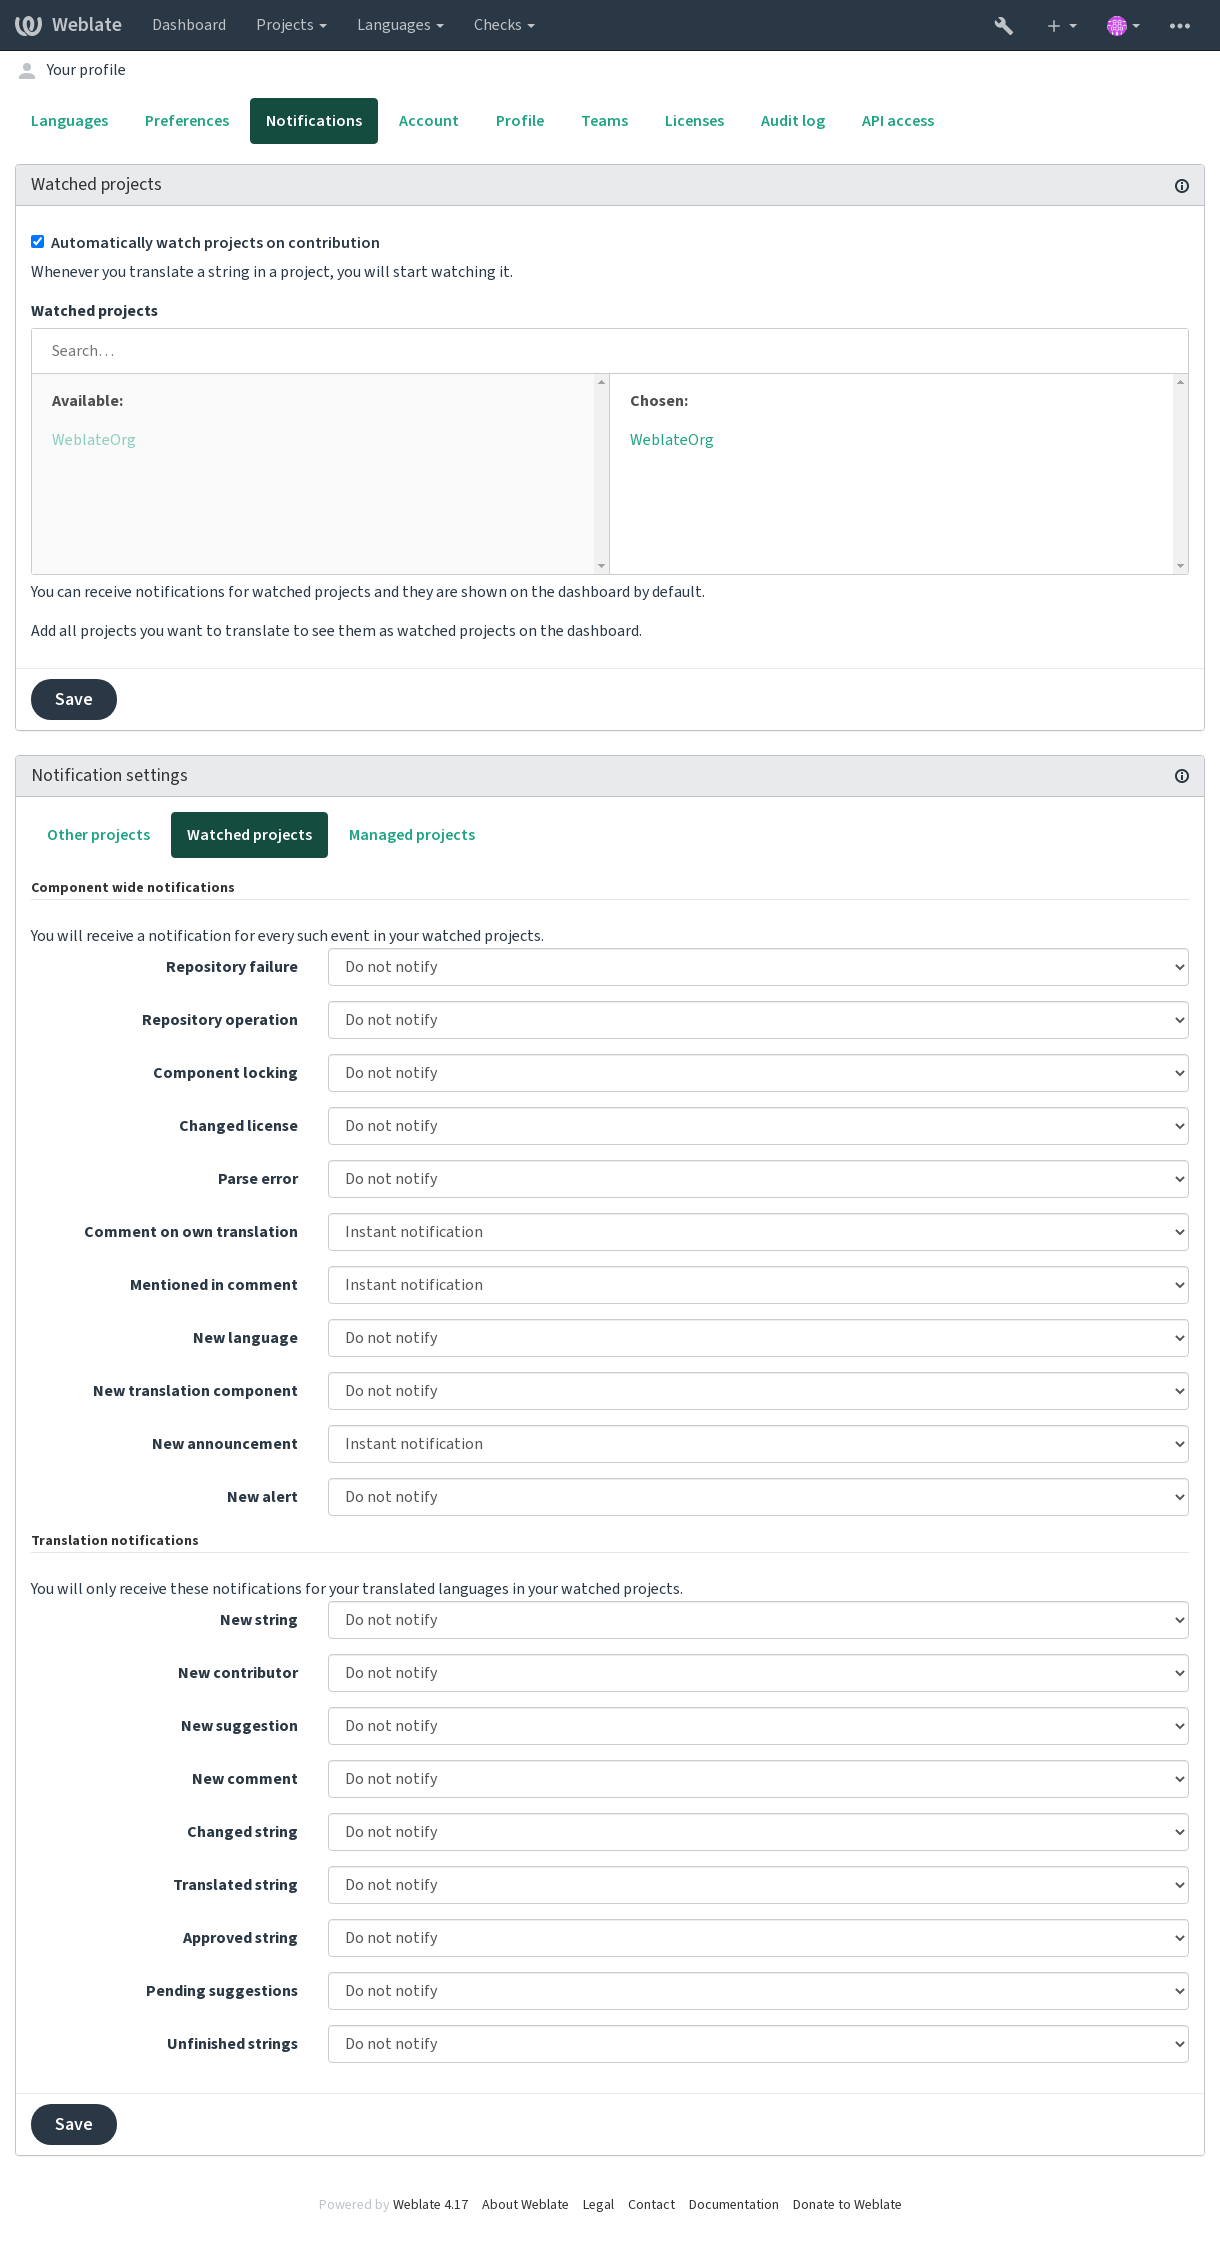 Weblate Dashboard Projects Languages Checks
Your profile
Languages Preferences Notifications Account Profile Teams Licenses Audit log API access
Watched projects
Automatically watch projects on contribution
Whenever you translate a string in a project, you will start watching it.
Watched projects
Search…
Available:
WeblateOrg
Chosen:
WeblateOrg
You can receive notifications for watched projects and they are shown on the dashboard by default.
Add all projects you want to translate to see them as watched projects on the dashboard.
Save
Notification settings
Other projects Watched projects Managed projects
Component wide notifications
You will receive a notification for every such event in your watched projects.
Repository failure Do not notify
Repository operation Do not notify
Component locking Do not notify
Changed license Do not notify
Parse error Do not notify
Comment on own translation Instant notification
Mentioned in comment Instant notification
New language Do not notify
New translation component Do not notify
New announcement Instant notification
New alert Do not notify
Translation notifications
You will only receive these notifications for your translated languages in your watched projects.
New string Do not notify
New contributor Do not notify
New suggestion Do not notify
New comment Do not notify
Changed string Do not notify
Translated string Do not notify
Approved string Do not notify
Pending suggestions Do not notify
Unfinished strings Do not notify
Save
Powered by Weblate 4.17 About Weblate Legal Contact Documentation Donate to Weblate